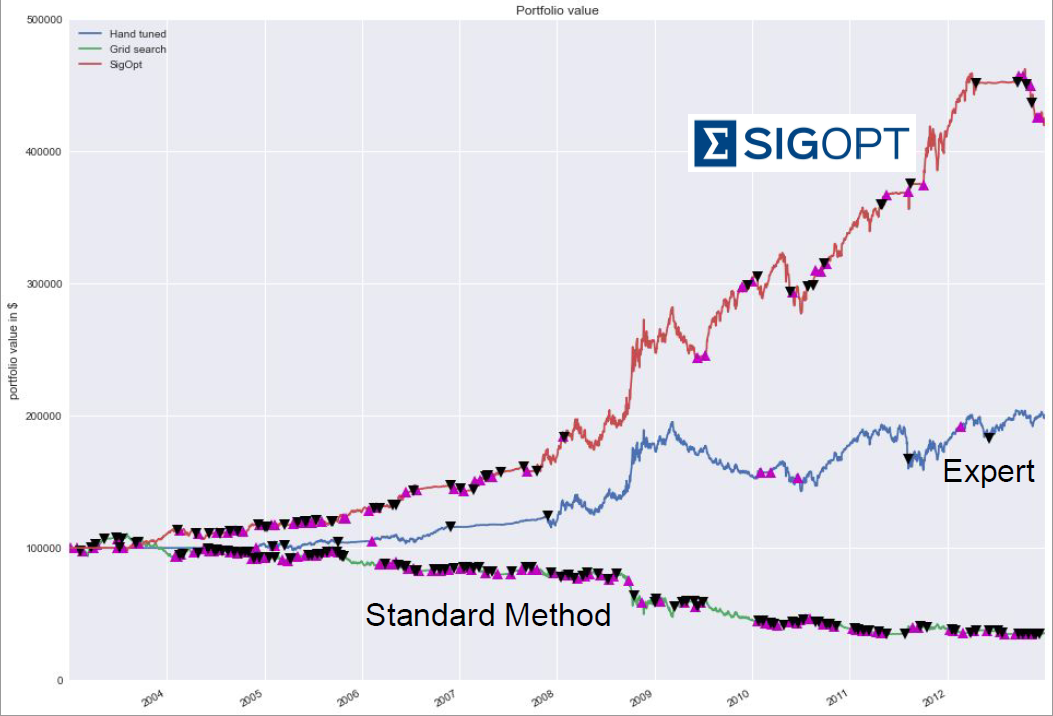 Portfolio value
500000
Hand tuned
Grid search
SigOpt
400000
300000
200000
100000
0
portfolio value in $
Σ SIGOPT
Expert
Standard Method
2004
2005
2006
2007
2008
2009
2010
2011
2012